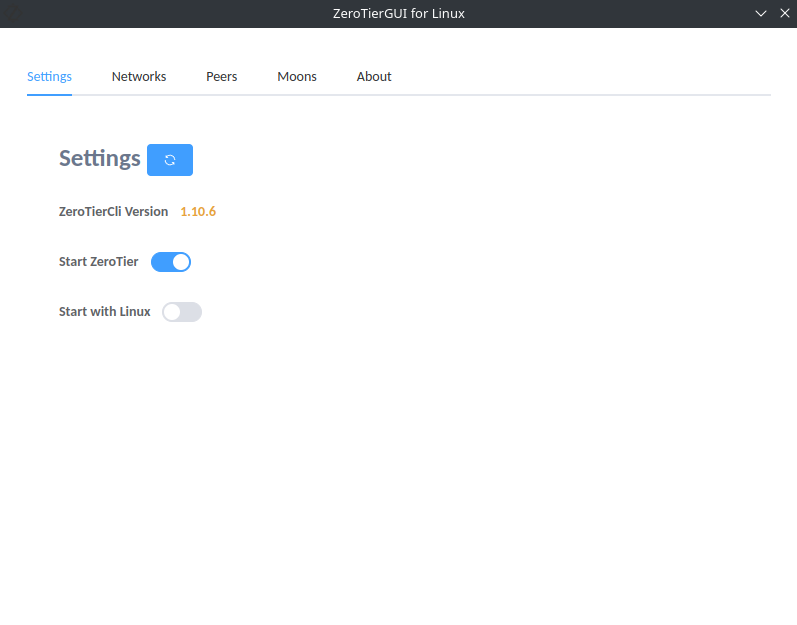 ZeroTierGUI for Linux
Settings Networks Peers Moons About
Settings
ZeroTierCli Version 1.10.6
Start ZeroTier
Start with Linux